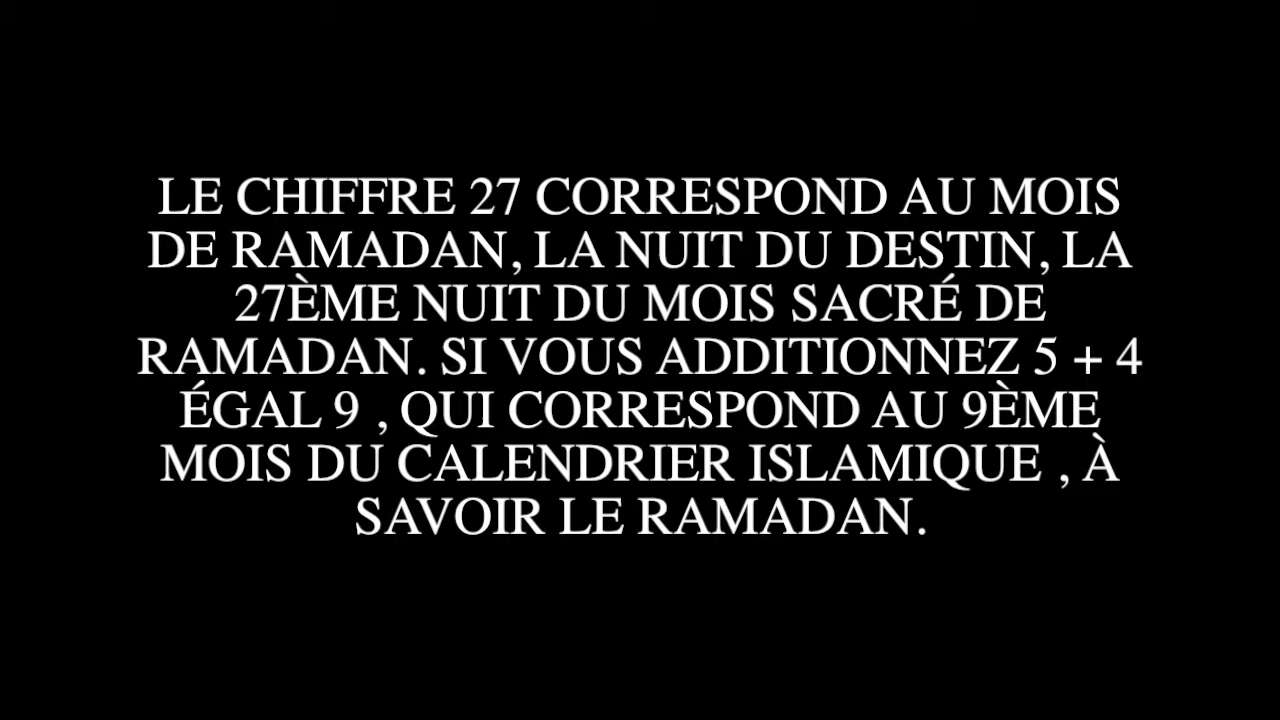 LE CHIFFRE 27 CORRESPOND AU MOIS
DE RAMADAN, LA NUIT DU DESTIN, LA
27ÈME NUIT DU MOIS SACRÉ DE
RAMADAN. SI VOUS ADDITIONNEZ 5 + 4
ÉGAL 9 , QUI CORRESPOND AU 9ÈME
MOIS DU CALENDRIER ISLAMIQUE , À
SAVOIR LE RAMADAN.